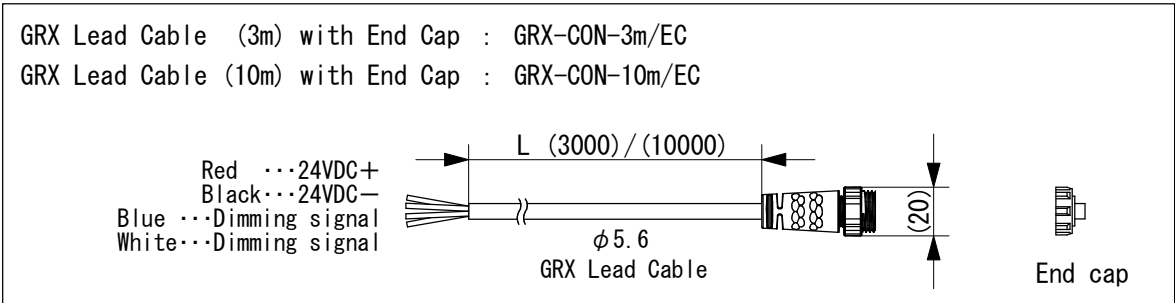 GRX Lead Cable (3m) with End Cap : GRX-CON-3m/EC
GRX Lead Cable (10m) with End Cap : GRX-CON-10m/EC
L (3000)/(10000)
Red ···24VDC+
Black···24VDC−
Blue ···Dimming signal
White···Dimming signal
(20)
φ5.6
GRX Lead Cable
End cap